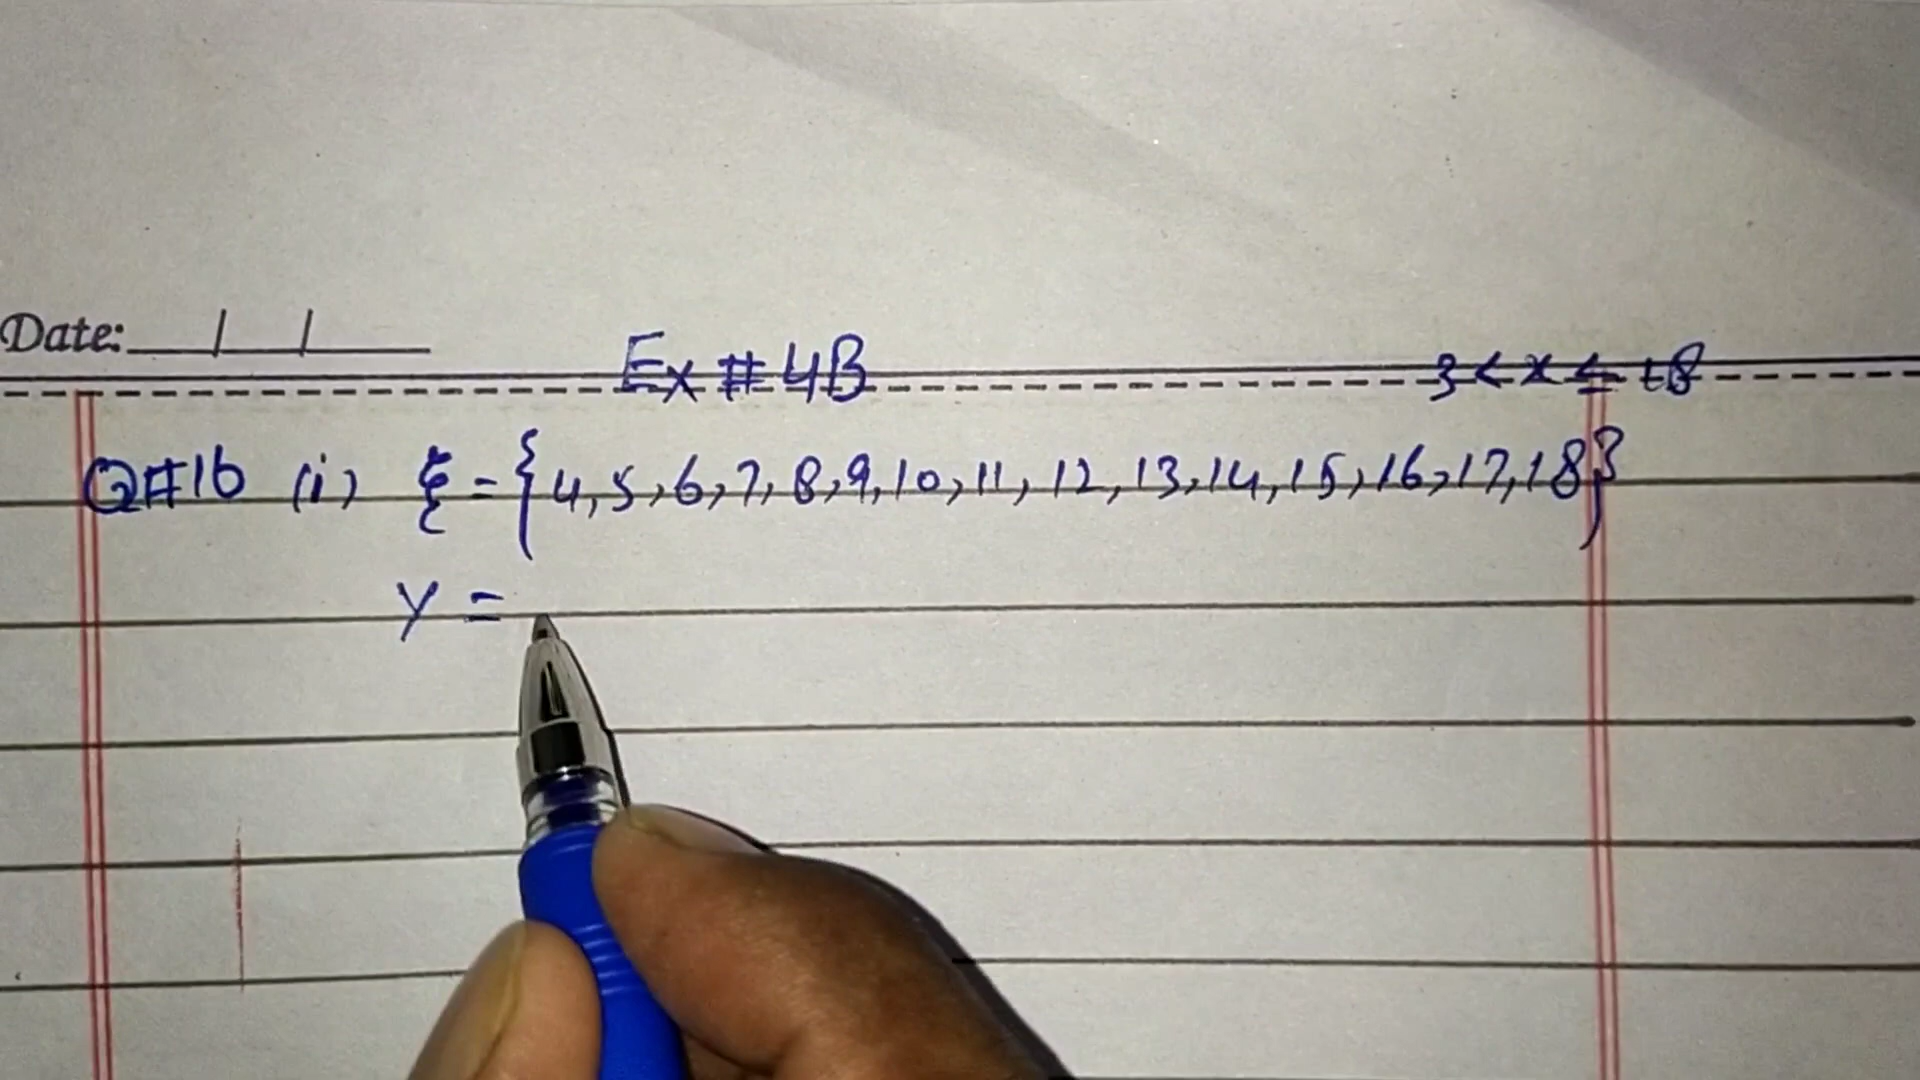 Date: / /
Ex # 4B
3 < x ≤ 18
Q#16 (i) ξ = {4, 5, 6, 7, 8, 9, 10, 11, 12, 13, 14, 15, 16, 17, 18}
Y =